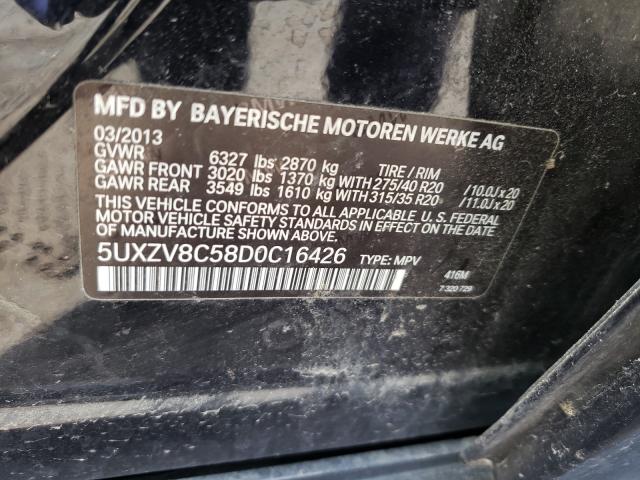 MFD BY BAYERISCHE MOTOREN WERKE AG
03/2013
GVWR 6327 lbs 2870 kg TIRE / RIM
GAWR FRONT 3020 lbs 1370 kg WITH 275/40 R20 /10.0J x 20
GAWR REAR 3549 lbs 1610 kg WITH 315/35 R20 /11.0J x 20
THIS VEHICLE CONFORMS TO ALL APPLICABLE U.S. FEDERAL
MOTOR VEHICLE SAFETY STANDARDS IN EFFECT ON THE DATE
OF MANUFACTURE SHOWN ABOVE.
5UXZV8C58D0C16426 TYPE: MPV
416M
7 320 729